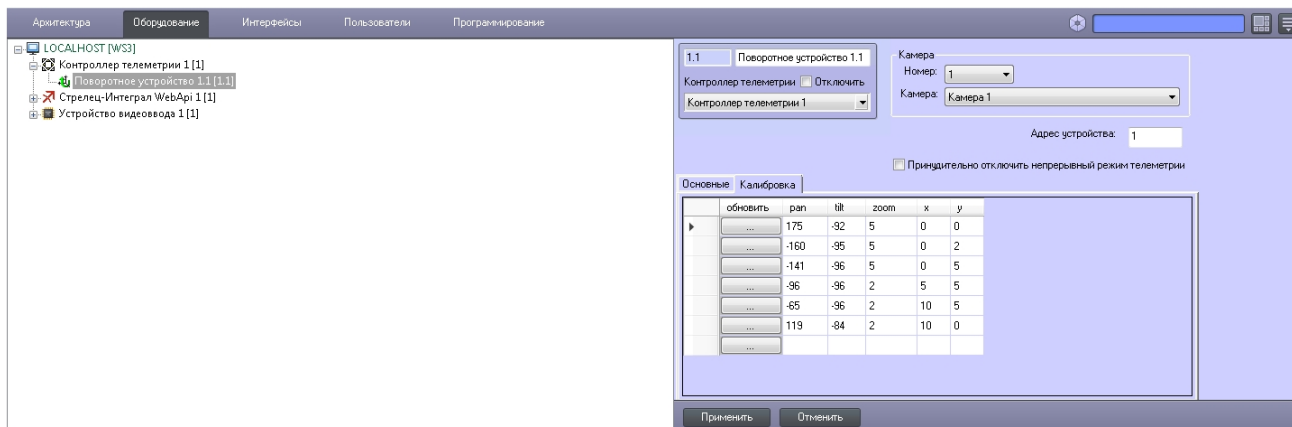 Архитектура Оборудование Интерфейсы Пользователи Программирование
LOCALHOST [WS3]
Контроллер телеметрии 1 [1]
Поворотное устройство 1.1 [1.1]
Стрелец-Интеграл WebApi 1 [1]
Устройство видеоввода 1 [1]
1.1 Поворотное устройство 1.1
Контроллер телеметрии Отключить
Контроллер телеметрии 1
Камера
Номер: 1
Камера: Камера 1
Адрес устройства: 1
Принудительно отключить непрерывный режим телеметрии
Основные Калибровка
обновить pan tilt zoom x y
... 175 -92 5 0 0
... -160 -95 5 0 2
... -141 -96 5 0 5
... -96 -96 2 5 5
... -65 -96 2 10 5
... 119 -84 2 10 0
...
Применить Отменить